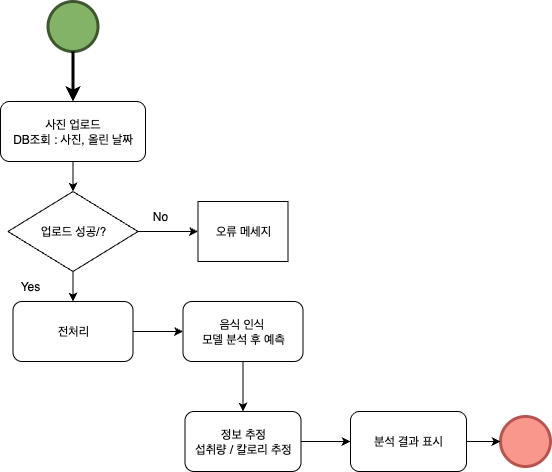 사진 업로드
DB조회 : 사진, 올린 날짜
업로드 성공/?
No
오류 메세지
Yes
전처리
음식 인식
모델 분석 후 예측
정보 추정
섭취량 / 칼로리 추정
분석 결과 표시